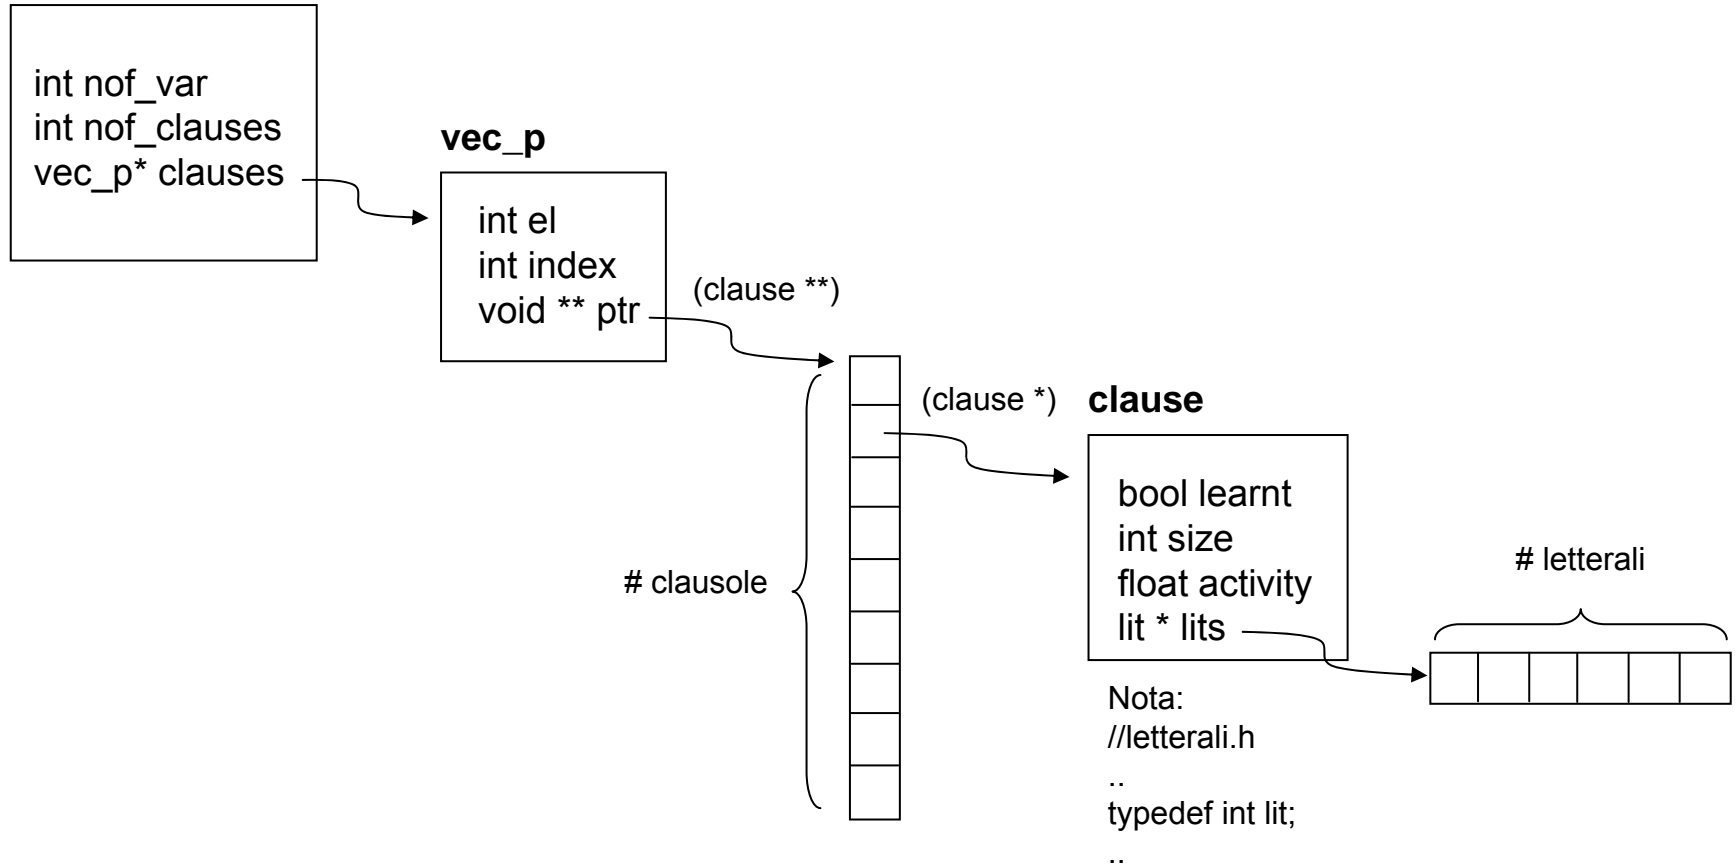 int nof_var
int nof_clauses
vec_p* clauses
vec_p
int el
int index
void ** ptr
(clause **)
# clausole
(clause *)
clause
bool learnt
int size
float activity
lit * lits
# letterali
Nota:
//letterali.h
..
typedef int lit;
..